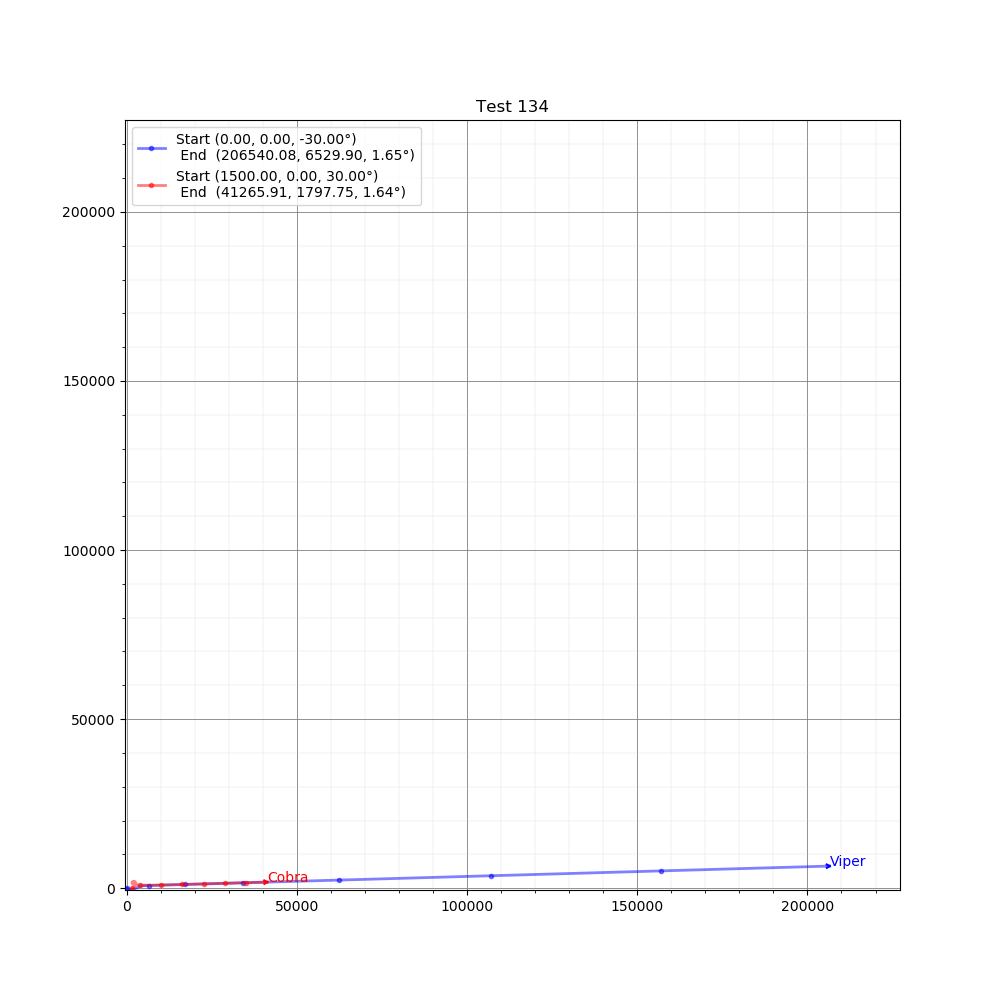 Test 134
Start (0.00, 0.00, -30.00°)
End (206540.08, 6529.90, 1.65°)
Start (1500.00, 0.00, 30.00°)
End (41265.91, 1797.75, 1.64°)
200000
150000
100000
50000
0
Viper
Cobra
0 50000 100000 150000 200000